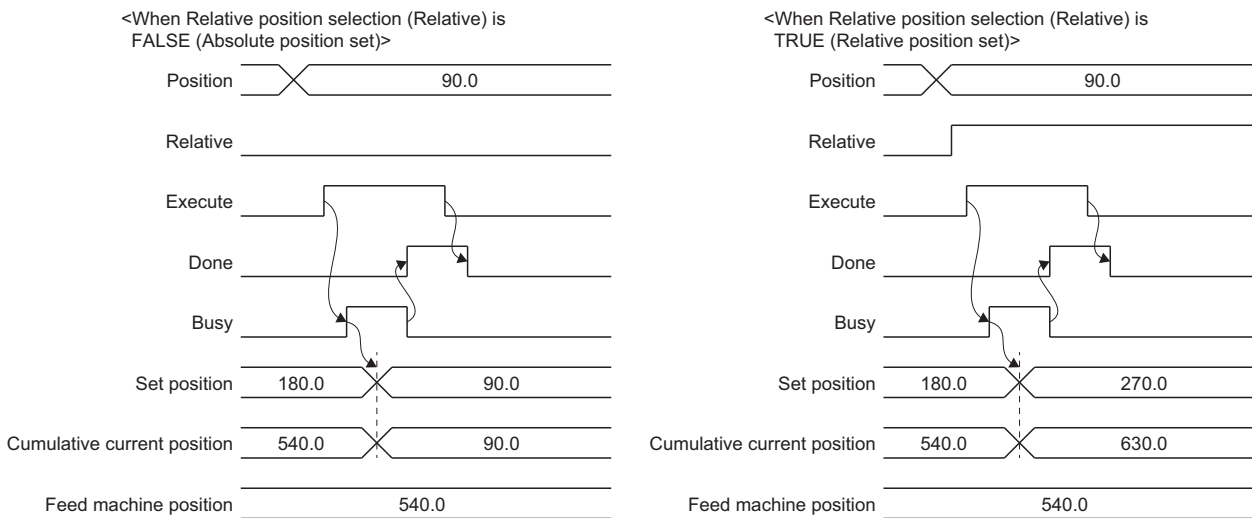 <When Relative position selection (Relative) is
FALSE (Absolute position set)>
Position 90.0
Relative
Execute
Done
Busy
Set position 180.0 90.0
Cumulative current position 540.0 90.0
Feed machine position 540.0
<When Relative position selection (Relative) is
TRUE (Relative position set)>
Position 90.0
Relative
Execute
Done
Busy
Set position 180.0 270.0
Cumulative current position 540.0 630.0
Feed machine position 540.0